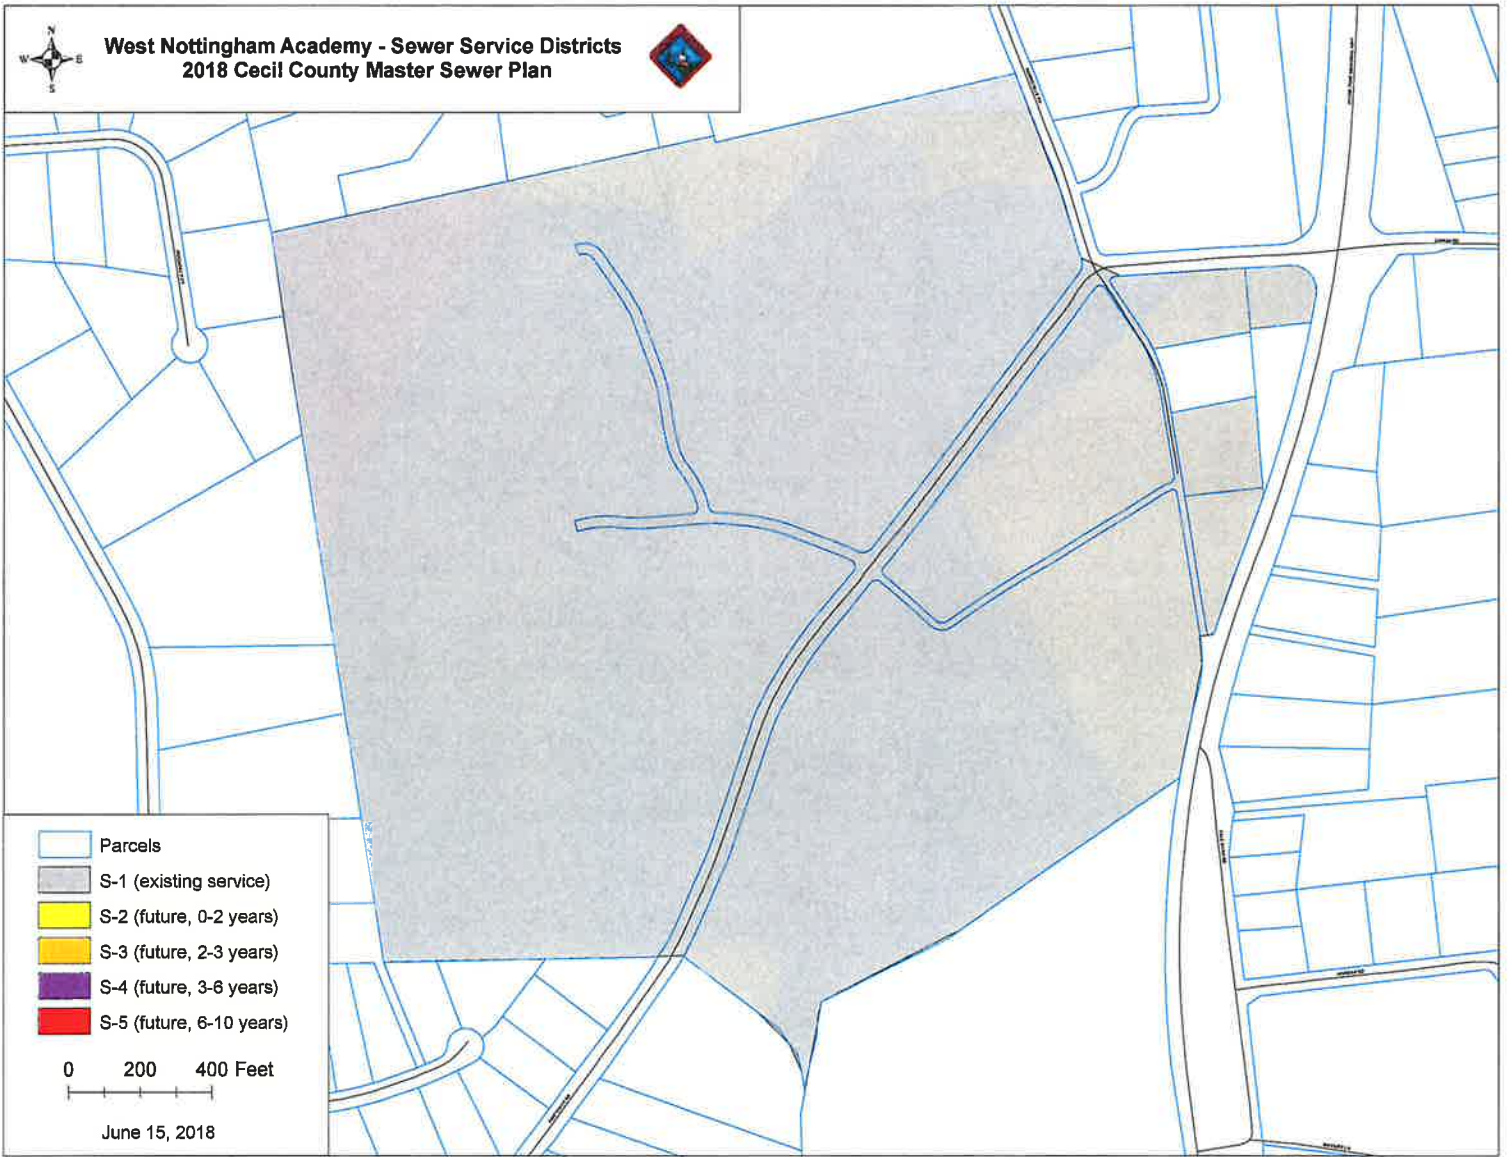 N
W E
S
West Nottingham Academy - Sewer Service Districts
2018 Cecil County Master Sewer Plan
Parcels
S-1 (existing service)
S-2 (future, 0-2 years)
S-3 (future, 2-3 years)
S-4 (future, 3-6 years)
S-5 (future, 6-10 years)
0 200 400 Feet
June 15, 2018